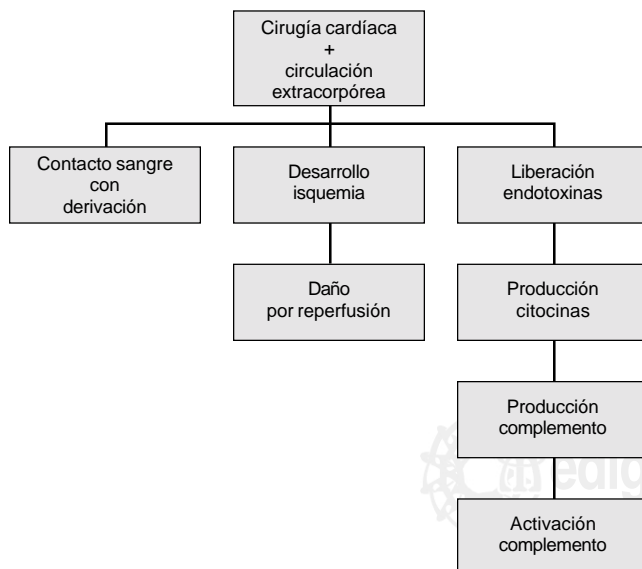 Cirugía cardíaca
+
circulación
extracorpórea
Contacto sangre
con
derivación
Desarrollo
isquemia
Liberación
endotoxinas
Daño
por reperfusión
Producción
citocinas
Producción
complemento
Activación
complemento